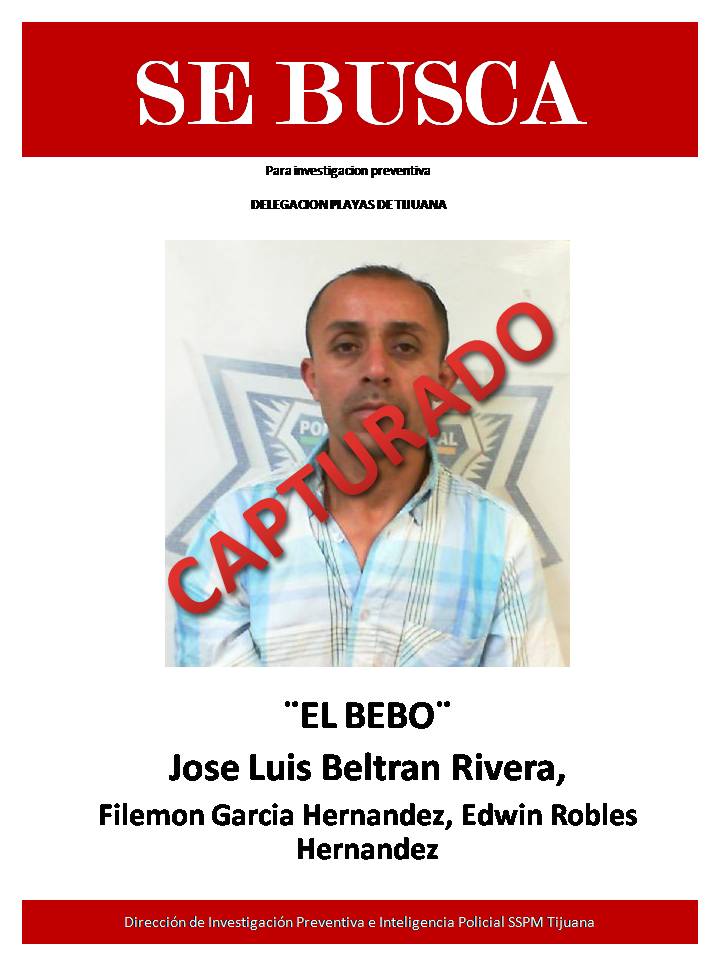 SE BUSCA
Para investigacion preventiva
DELEGACION PLAYAS DE TIJUANA
CAPTURADO
¨EL BEBO¨
Jose Luis Beltran Rivera,
Filemon Garcia Hernandez, Edwin Robles
Hernandez
Dirección de Investigación Preventiva e Inteligencia Policial SSPM Tijuana